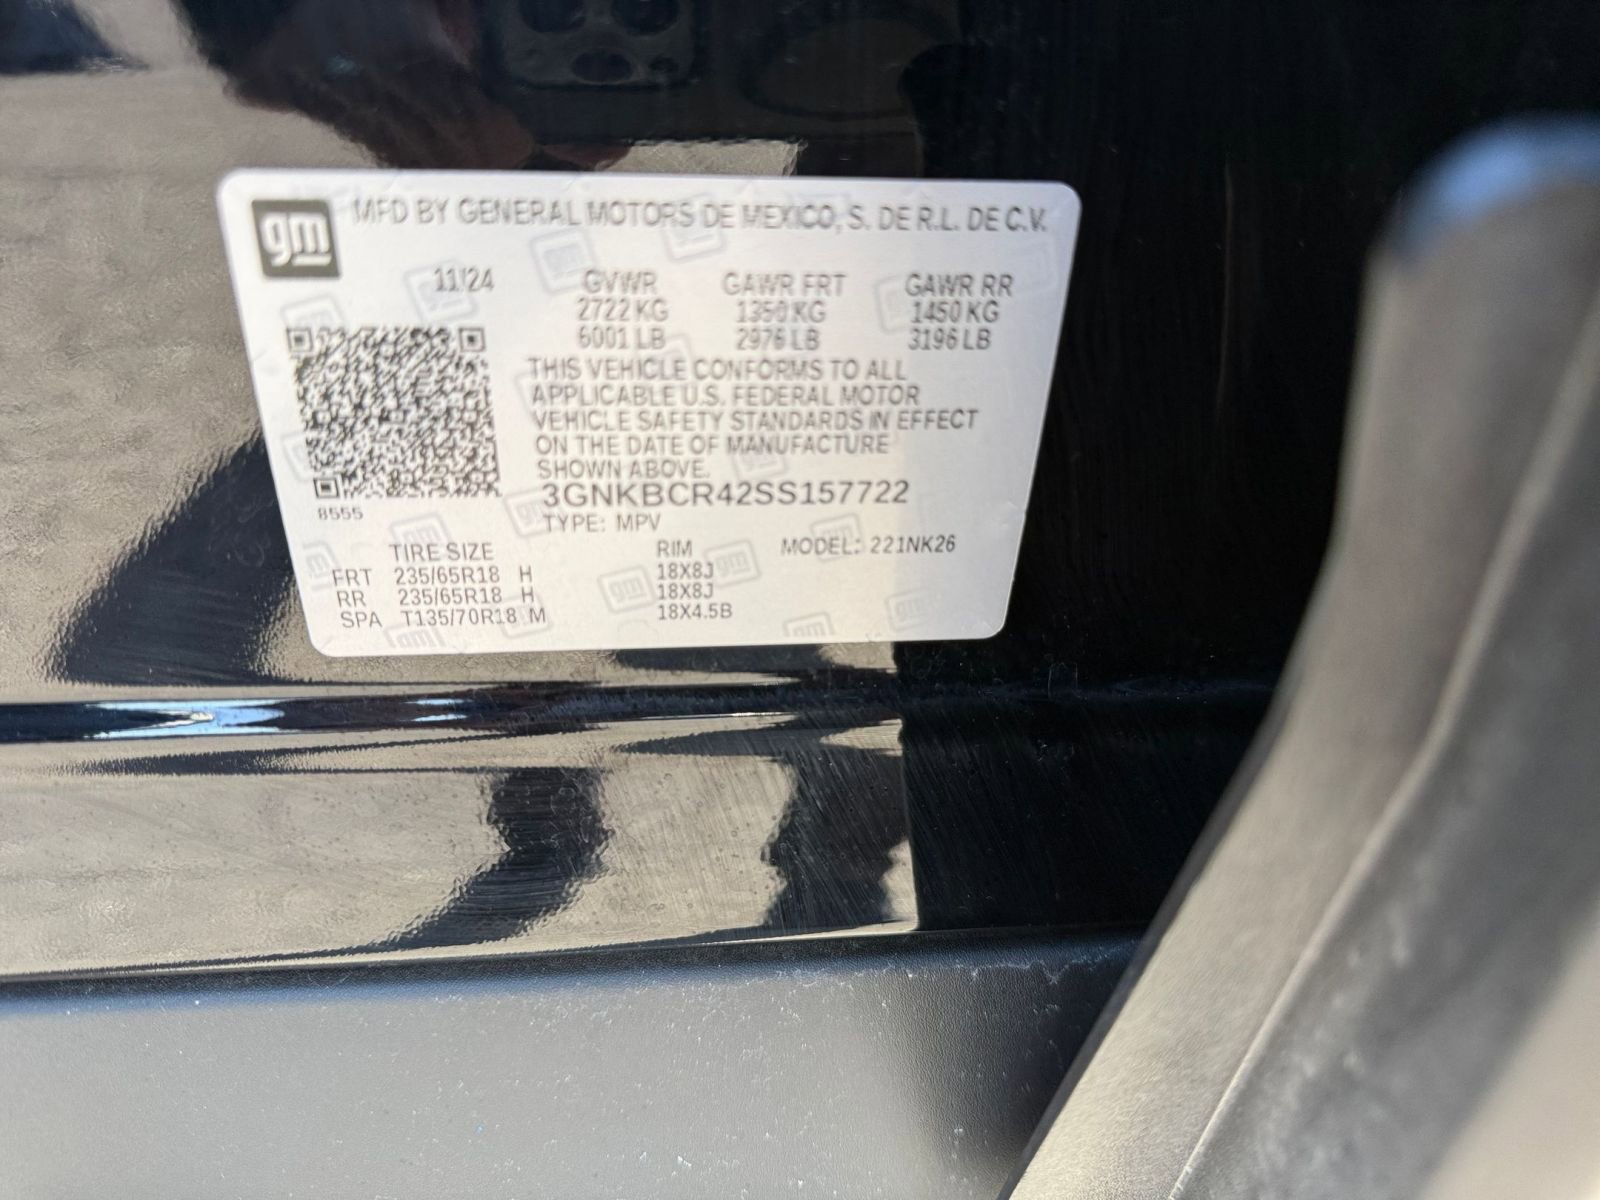 gm MFD BY GENERAL MOTORS DE MEXICO, S. DE R.L. DE C.V.
11/24 GVWR GAWR FRT GAWR RR
2722 KG 1350 KG 1450 KG
6001 LB 2976 LB 3196 LB
THIS VEHICLE CONFORMS TO ALL
APPLICABLE U.S. FEDERAL MOTOR
VEHICLE SAFETY STANDARDS IN EFFECT
ON THE DATE OF MANUFACTURE
SHOWN ABOVE.
3GNKBCR42SS157722
8555
TYPE: MPV
TIRE SIZE RIM MODEL: 221NK26
FRT 235/65R18 H 18X8J
RR 235/65R18 H 18X8J
SPA T135/70R18 M 18X4.5B